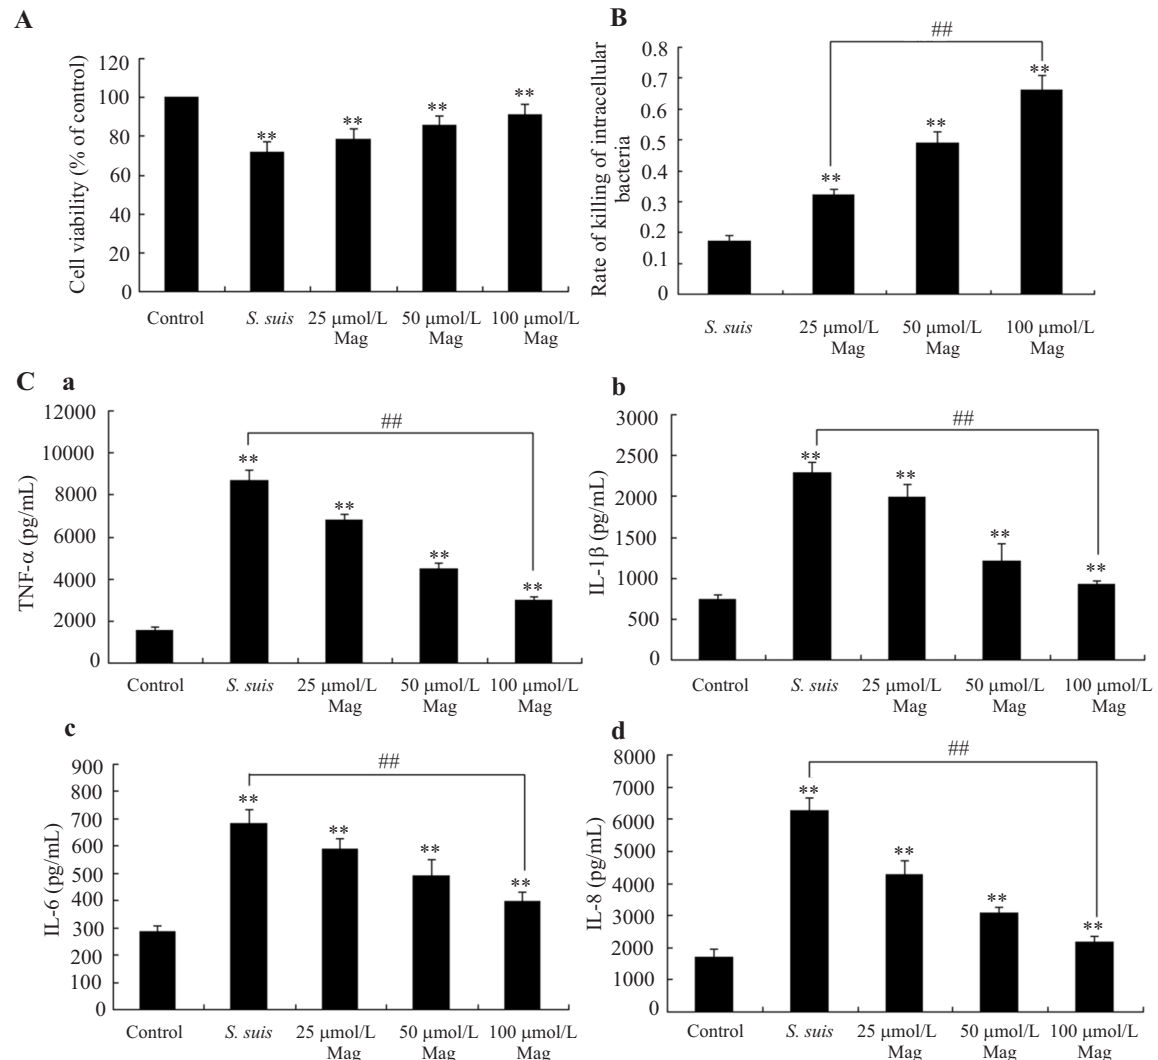 A
Cell viability (% of control)
120
100
80
60
40
20
0
**
**
**
**
Control
S. suis
25 μmol/L
Mag
50 μmol/L
Mag
100 μmol/L
Mag
B
Rate of killing of intracellular
bacteria
0.8
0.7
0.6
0.5
0.4
0.3
0.2
0.1
0
##
**
**
**
S. suis
25 μmol/L
Mag
50 μmol/L
Mag
100 μmol/L
Mag
C
a
TNF-α (pg/mL)
12000
10000
8000
6000
4000
2000
0
##
**
**
**
**
Control
S. suis
25 μmol/L
Mag
50 μmol/L
Mag
100 μmol/L
Mag
b
IL-1β (pg/mL)
3000
2500
2000
1500
1000
500
0
##
**
**
**
**
Control
S. suis
25 μmol/L
Mag
50 μmol/L
Mag
100 μmol/L
Mag
c
IL-6 (pg/mL)
900
800
700
600
500
400
300
200
100
0
##
**
**
**
**
Control
S. suis
25 μmol/L
Mag
50 μmol/L
Mag
100 μmol/L
Mag
d
IL-8 (pg/mL)
8000
7000
6000
5000
4000
3000
2000
1000
0
##
**
**
**
**
Control
S. suis
25 μmol/L
Mag
50 μmol/L
Mag
100 μmol/L
Mag